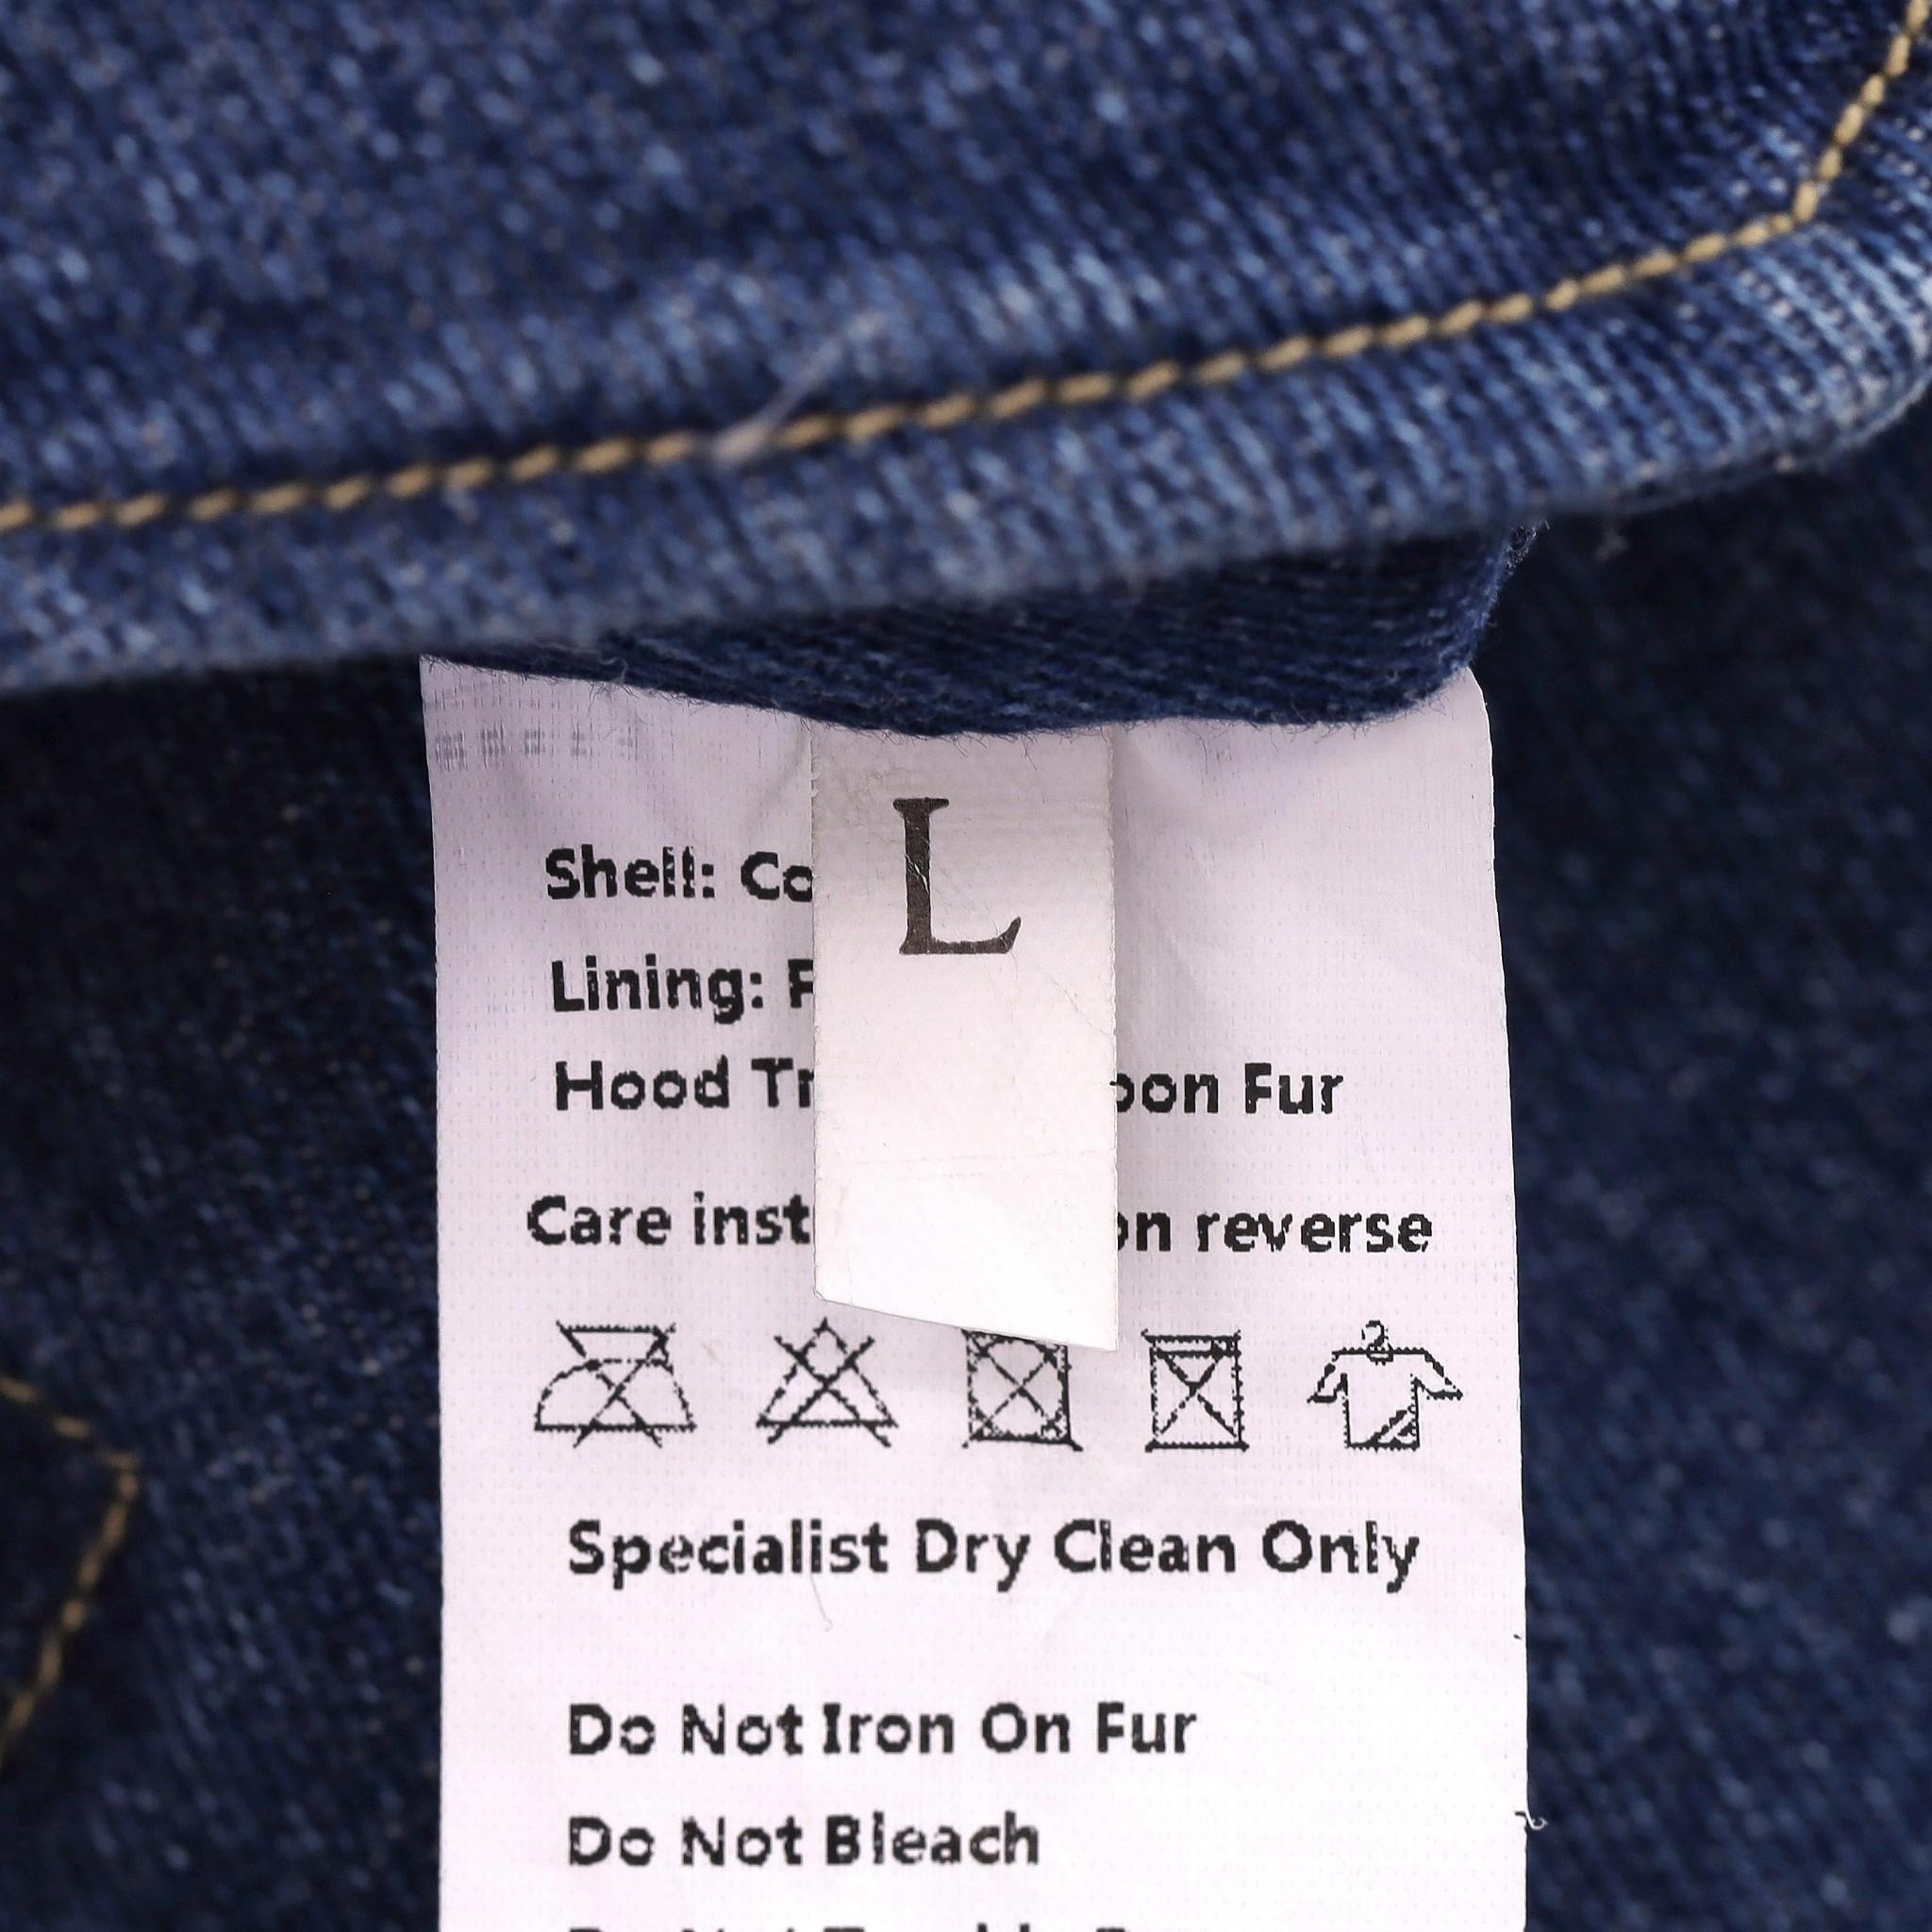 L
Shell: Co
Lining:
Hood Tr oon Fur
Care inst on reverse
Specialist Dry Clean Only
Do Not Iron On Fur
Do Not Bleach